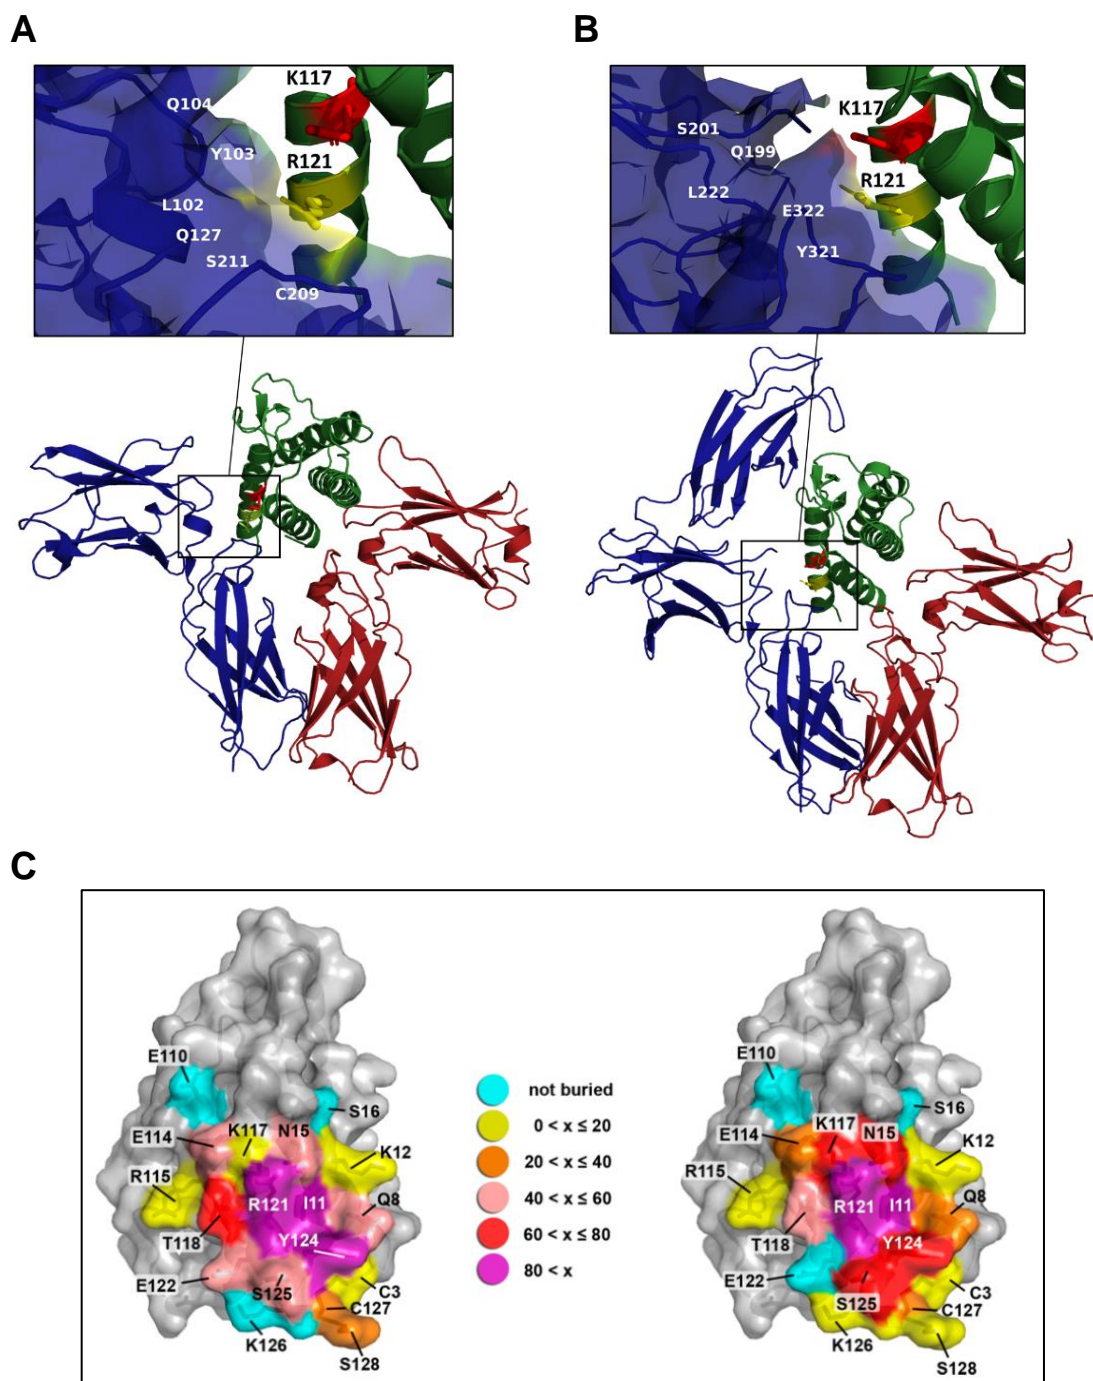 A
B
K117
Q104
Y103
R121
L102
Q127
S211
C209
K117
S201
Q199
R121
L222
E322
Y321
C
E110
S16
E114
K117
N15
K12
R115
Q8
R121
I11
T118
Y124
E122
S125
C3
C127
K126
S128
not buried
0 < x ≤ 20
20 < x ≤ 40
40 < x ≤ 60
60 < x ≤ 80
80 < x
E110
S16
E114
K117
N15
K12
R115
Q8
R121
I11
T118
Y124
E122
S125
C3
C127
K126
S128